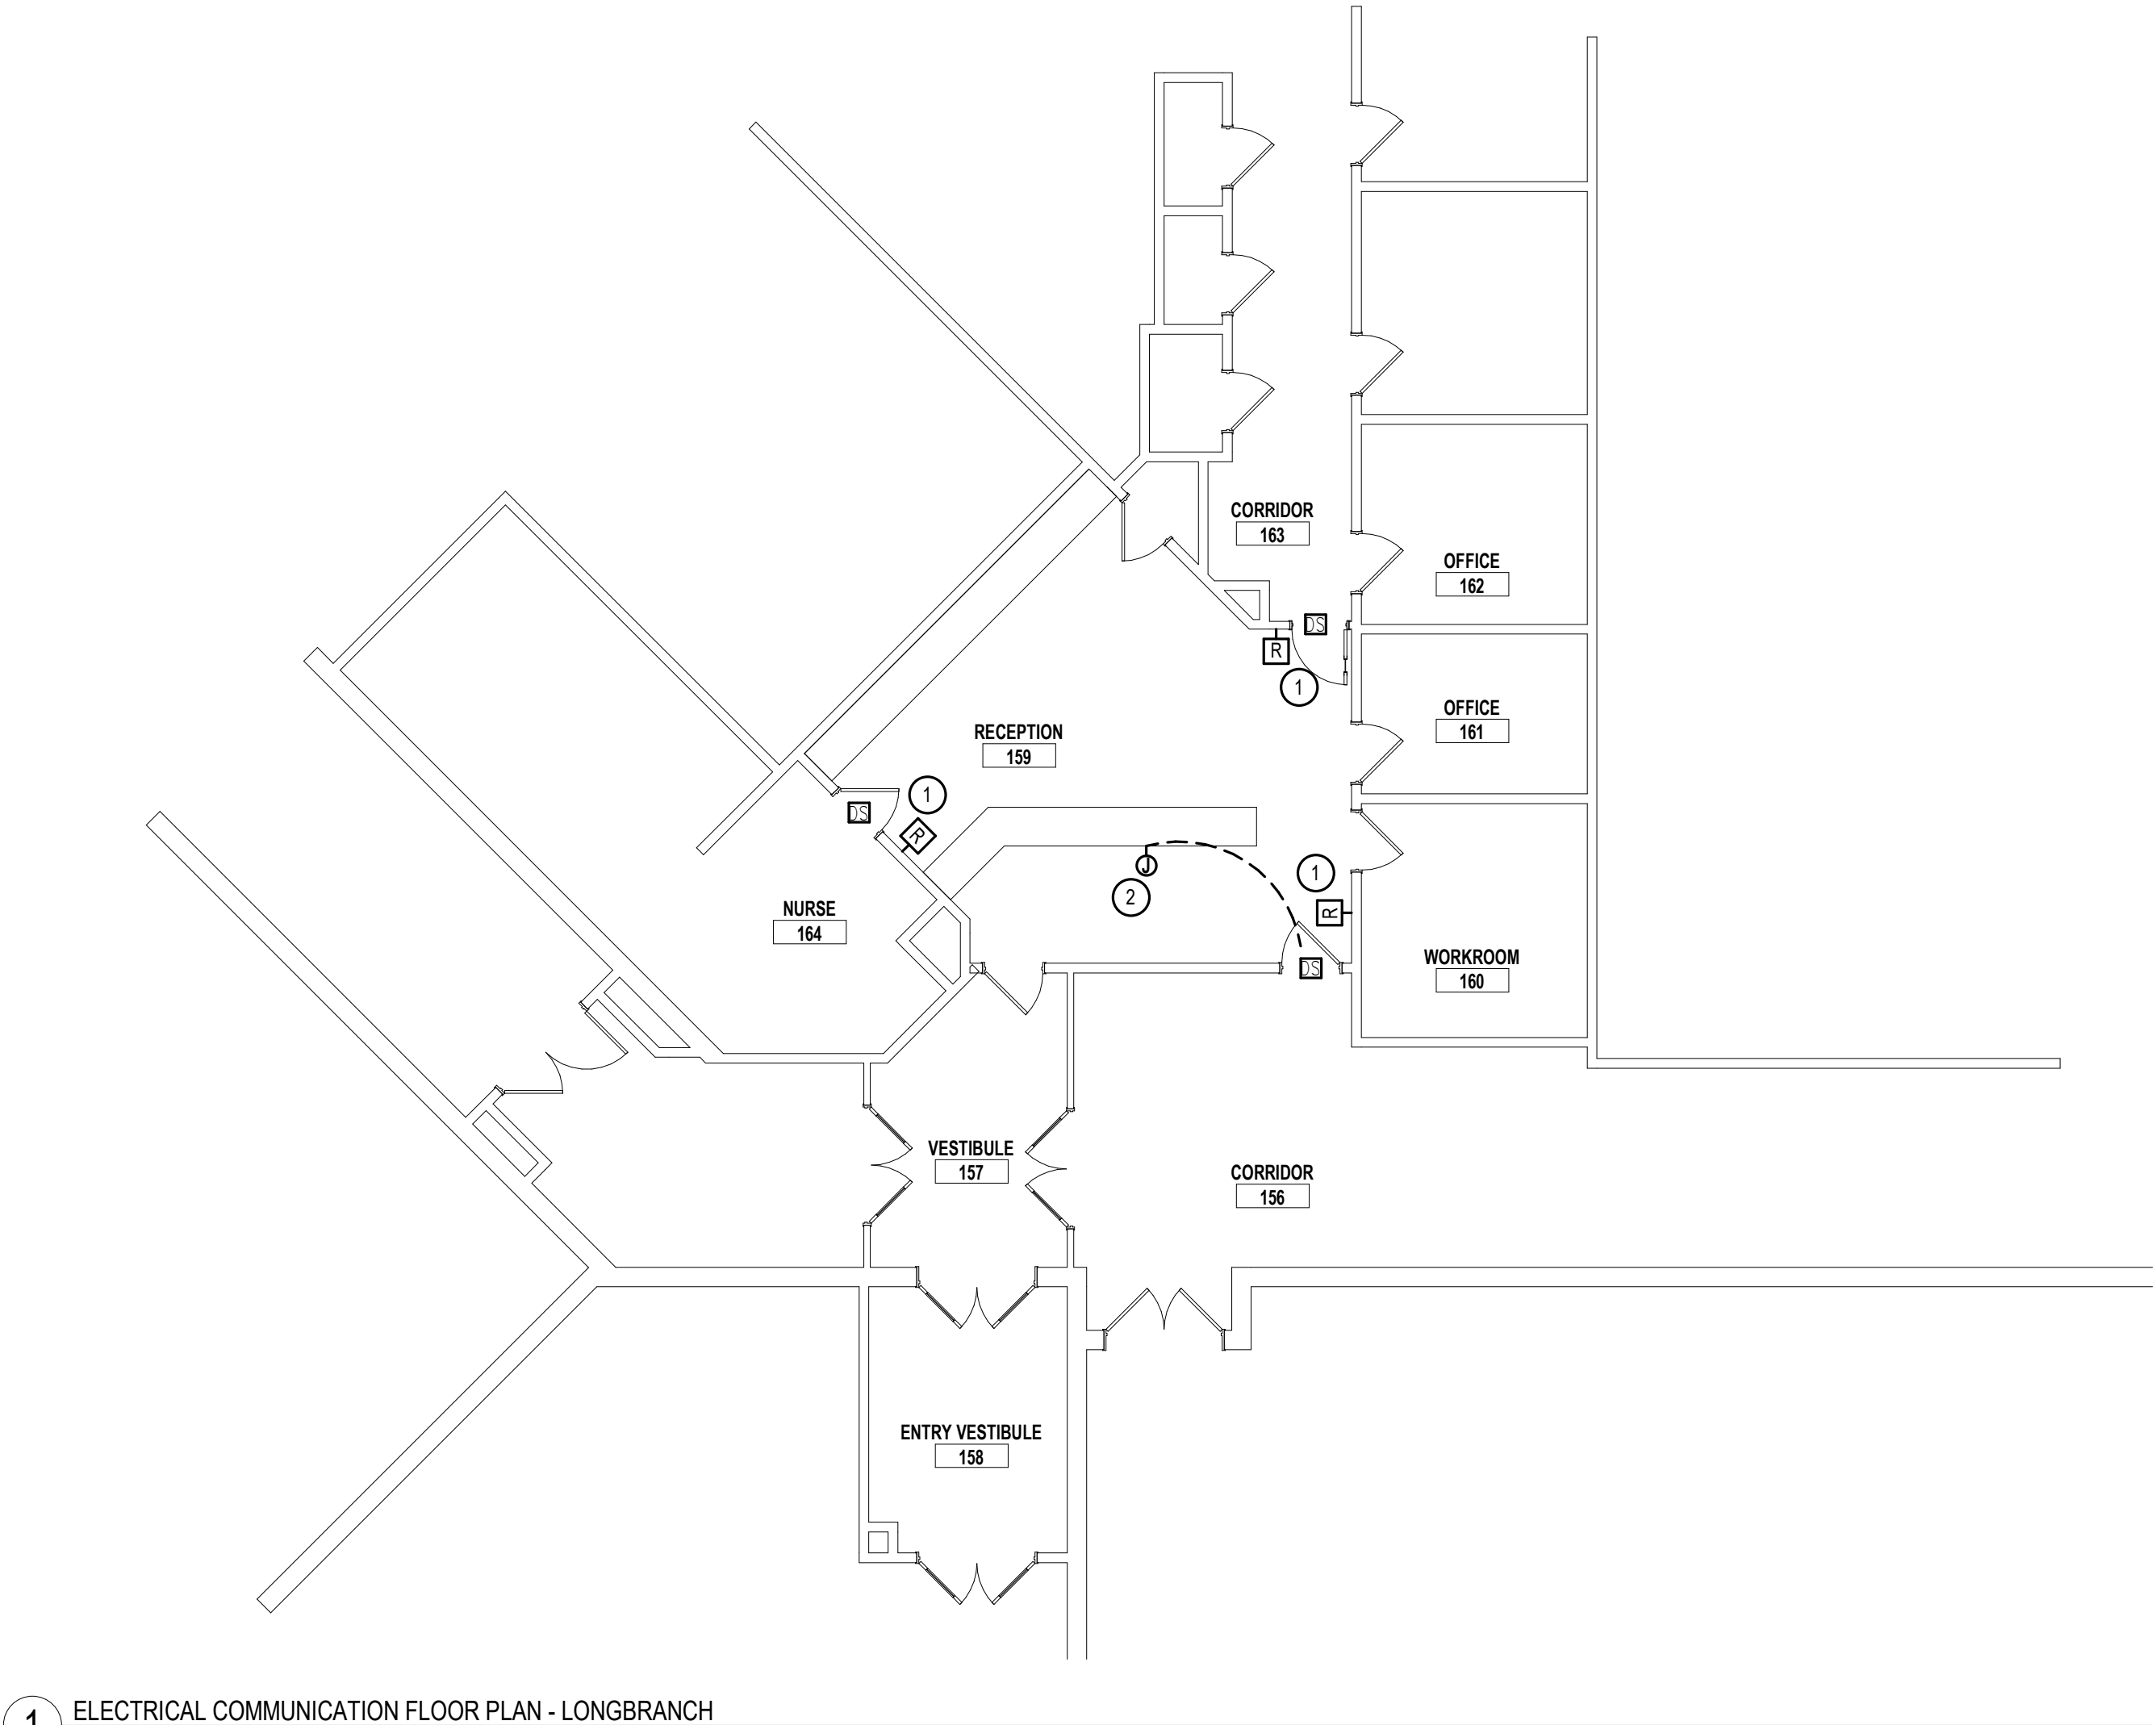 CORRIDOR
163
OFFICE
162
DS
R
1
OFFICE
161
RECEPTION
159
1
DS
R
J
2
1
R
NURSE
164
WORKROOM
160
DS
VESTIBULE
157
CORRIDOR
156
ENTRY VESTIBULE
158
1
ELECTRICAL COMMUNICATION FLOOR PLAN - LONGBRANCH